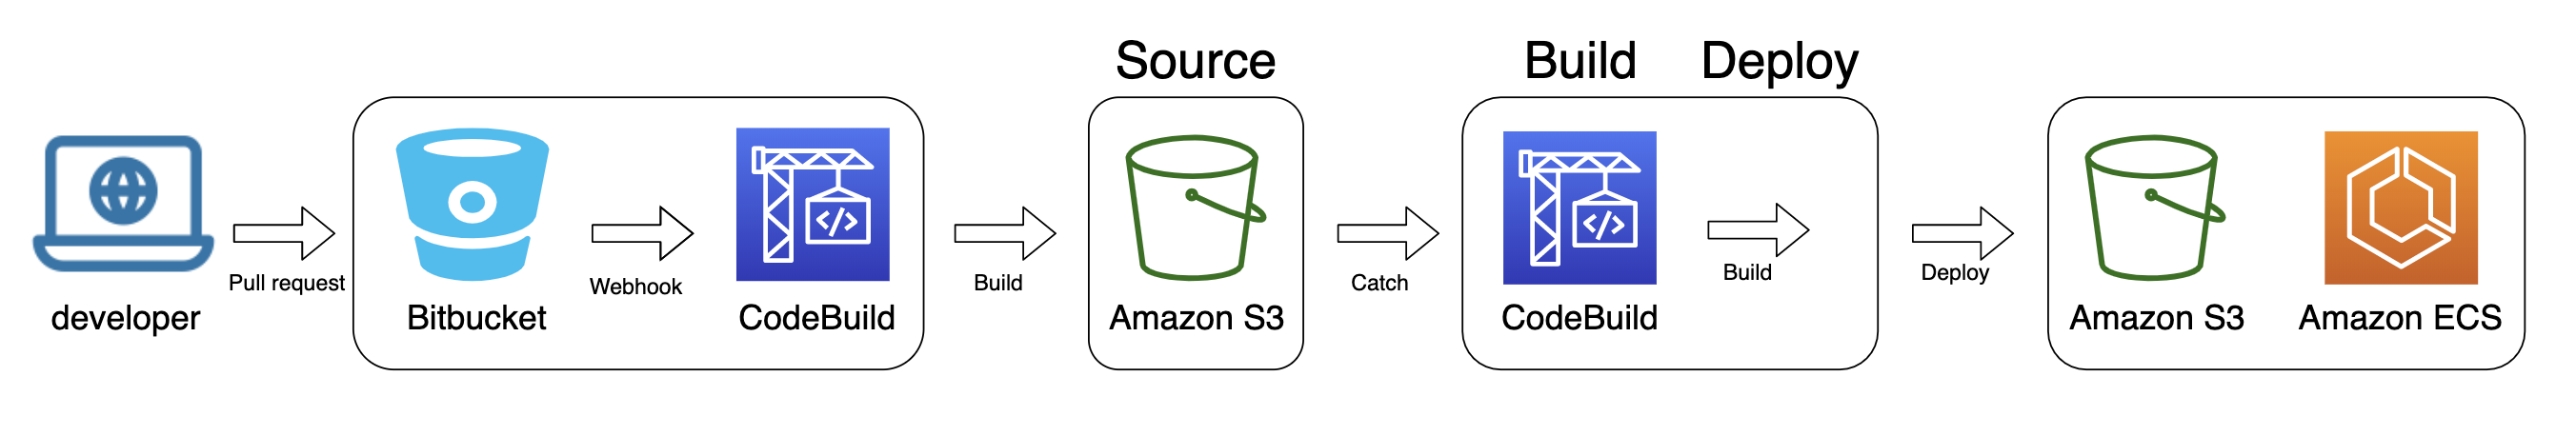 Source
Build
Deploy
Pull request
Webhook
Build
Catch
Build
Deploy
developer
Bitbucket
CodeBuild
Amazon S3
CodeBuild
Amazon S3
Amazon ECS